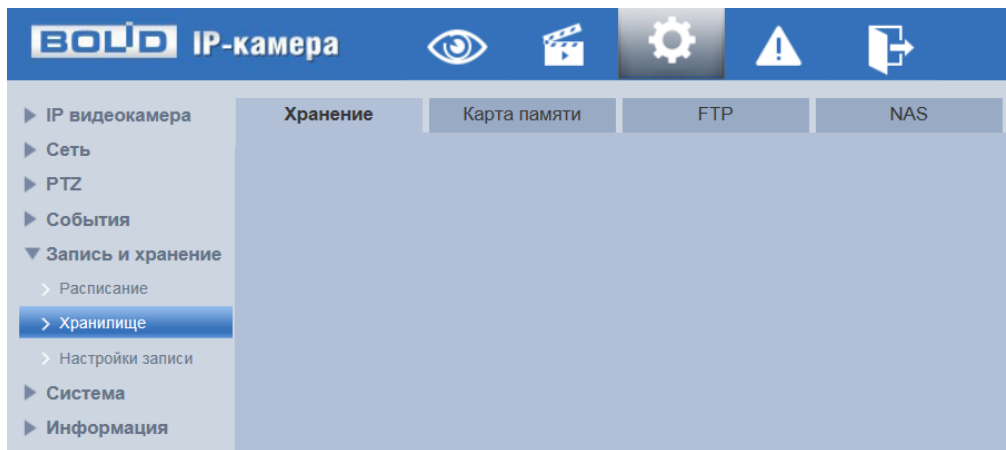 BOLID IP-камера
IP видеокамера
Сеть
PTZ
События
Запись и хранение
Расписание
Хранилище
Настройки записи
Система
Информация
Хранение Карта памяти FTP NAS